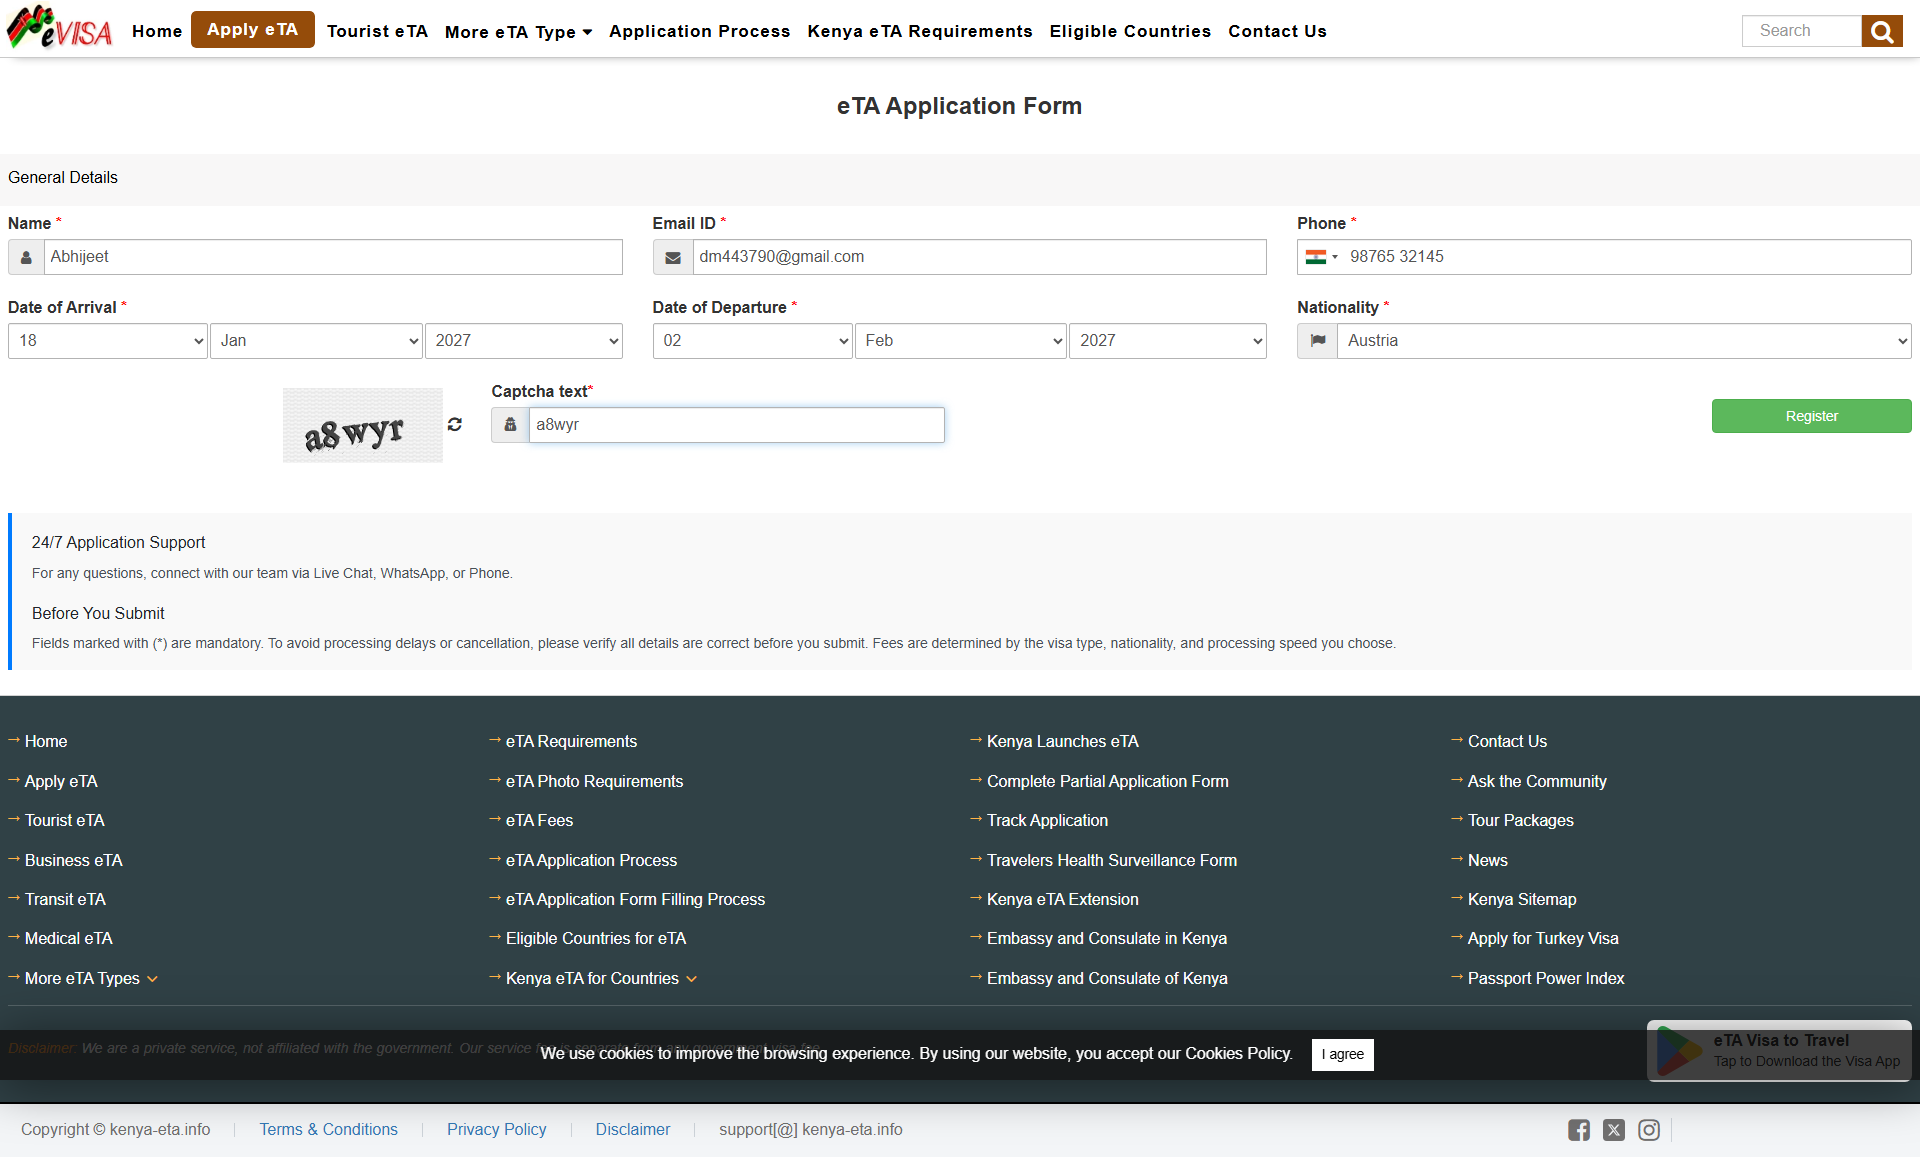 eVISA Home Apply eTA Tourist eTA More eTA Type Application Process Kenya eTA Requirements Eligible Countries Contact Us Search
eTA Application Form
General Details
Name * Email ID * Phone *
Abhijeet dm443790@gmail.com 98765 32145
Date of Arrival * Date of Departure * Nationality *
18 Jan 2027 02 Feb 2027 Austria
Captcha text*
a8wyr a8wyr Register
24/7 Application Support
For any questions, connect with our team via Live Chat, WhatsApp, or Phone.
Before You Submit
Fields marked with (*) are mandatory. To avoid processing delays or cancellation, please verify all details are correct before you submit. Fees are determined by the visa type, nationality, and processing speed you choose.
→ Home → eTA Requirements → Kenya Launches eTA → Contact Us
→ Apply eTA → eTA Photo Requirements → Complete Partial Application Form → Ask the Community
→ Tourist eTA → eTA Fees → Track Application → Tour Packages
→ Business eTA → eTA Application Process → Travelers Health Surveillance Form → News
→ Transit eTA → eTA Application Form Filling Process → Kenya eTA Extension → Kenya Sitemap
→ Medical eTA → Eligible Countries for eTA → Embassy and Consulate in Kenya → Apply for Turkey Visa
→ More eTA Types → Kenya eTA for Countries → Embassy and Consulate of Kenya → Passport Power Index
Disclaimer: We are a private service, not affiliated with the government. Our service fee is separate from any government visa fee.
We use cookies to improve the browsing experience. By using our website, you accept our Cookies Policy. I agree
eTA Visa to Travel
Tap to Download the Visa App
Copyright © kenya-eta.info Terms & Conditions Privacy Policy Disclaimer support[@] kenya-eta.info